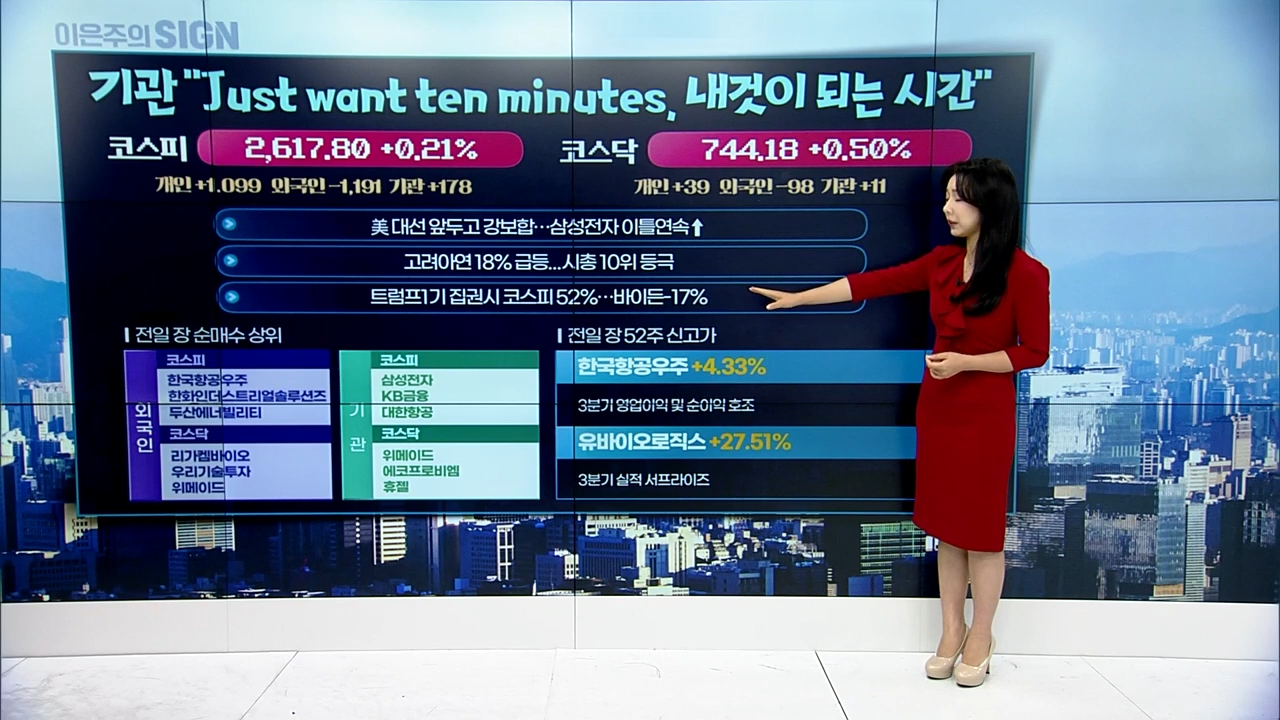 이은주의 SIGN
기관 "Just want ten minutes, 내것이 되는 시간"
코스피 2,617.80 +0.21% 코스닥 744.18 +0.50%
개인 +1.099 외국인 -1,191 기관 +178 개인 +39 외국인 -98 기관 +11
美 대선 앞두고 강보합…삼성전자 이틀연속⬆
고려아연 18% 급등...시총 10위 등극
트럼프1기 집권시 코스피 52%…바이든-17%
전일 장 순매수 상위
외국인
코스피
한국항공우주
한화인더스트리얼솔루션즈
두산에너빌리티
코스닥
리가켐바이오
우리기술투자
위메이드
기관
코스피
삼성전자
KB금융
대한항공
코스닥
위메이드
에코프로비엠
휴젤
전일 장 52주 신고가
한국항공우주 +4.33%
3분기 영업이익 및 순이익 호조
유바이오로직스 +27.51%
3분기 실적 서프라이즈